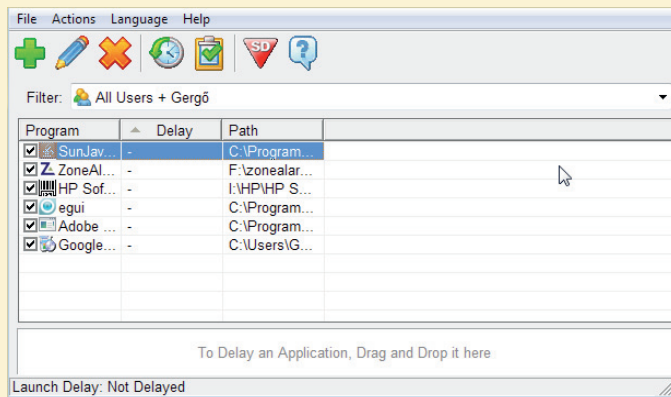 File Actions Language Help
SD
Filter: All Users + Gergő
Program Delay Path
SunJav... - C:\Program...
ZoneAl... - F:\zonealar...
HP Sof... - I:\HP\HP S...
egui - C:\Program...
Adobe ... - C:\Program...
Google... - C:\Users\G...
To Delay an Application, Drag and Drop it here
Launch Delay: Not Delayed